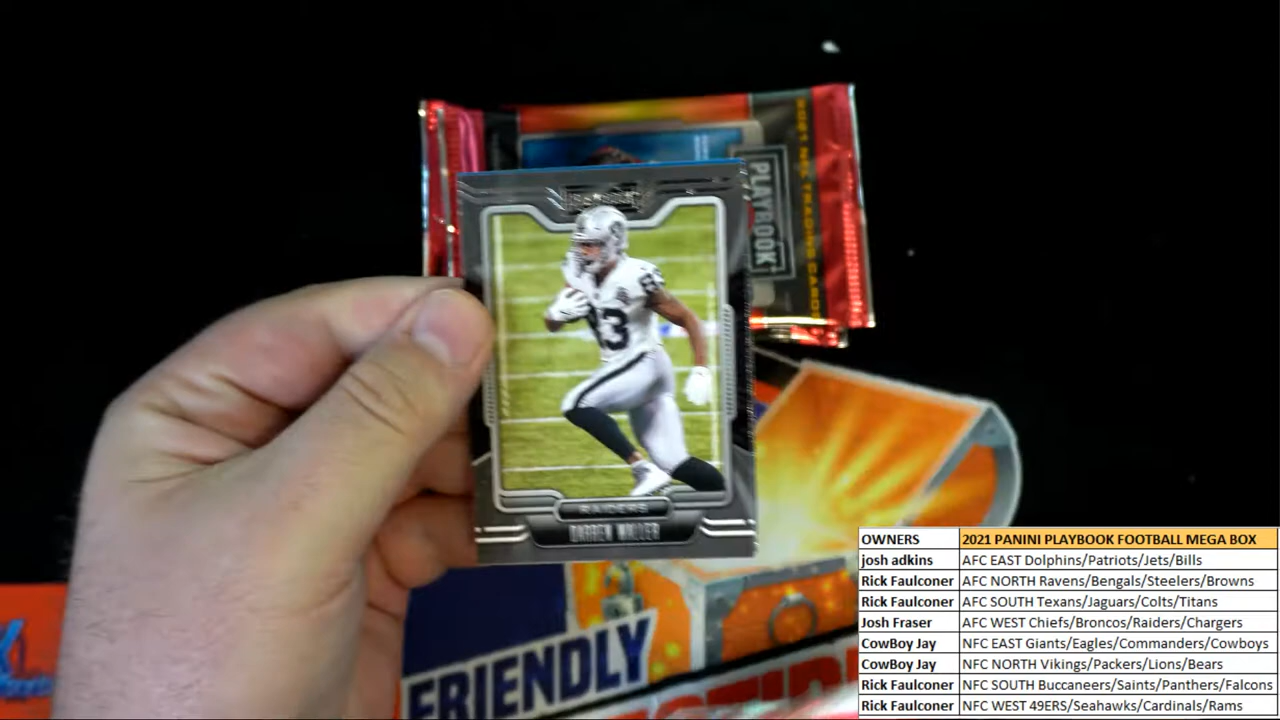 2021 NFL TRADING CARDS
PLAYBOOK
83
RAIDERS
DARREN WALLER
FRIENDLY
OWNERS 2021 PANINI PLAYBOOK FOOTBALL MEGA BOX
josh adkins AFC EAST Dolphins/Patriots/Jets/Bills
Rick Faulconer AFC NORTH Ravens/Bengals/Steelers/Browns
Rick Faulconer AFC SOUTH Texans/Jaguars/Colts/Titans
Josh Fraser AFC WEST Chiefs/Broncos/Raiders/Chargers
CowBoy Jay NFC EAST Giants/Eagles/Commanders/Cowboys
CowBoy Jay NFC NORTH Vikings/Packers/Lions/Bears
Rick Faulconer NFC SOUTH Buccaneers/Saints/Panthers/Falcons
Rick Faulconer NFC WEST 49ERS/Seahawks/Cardinals/Rams